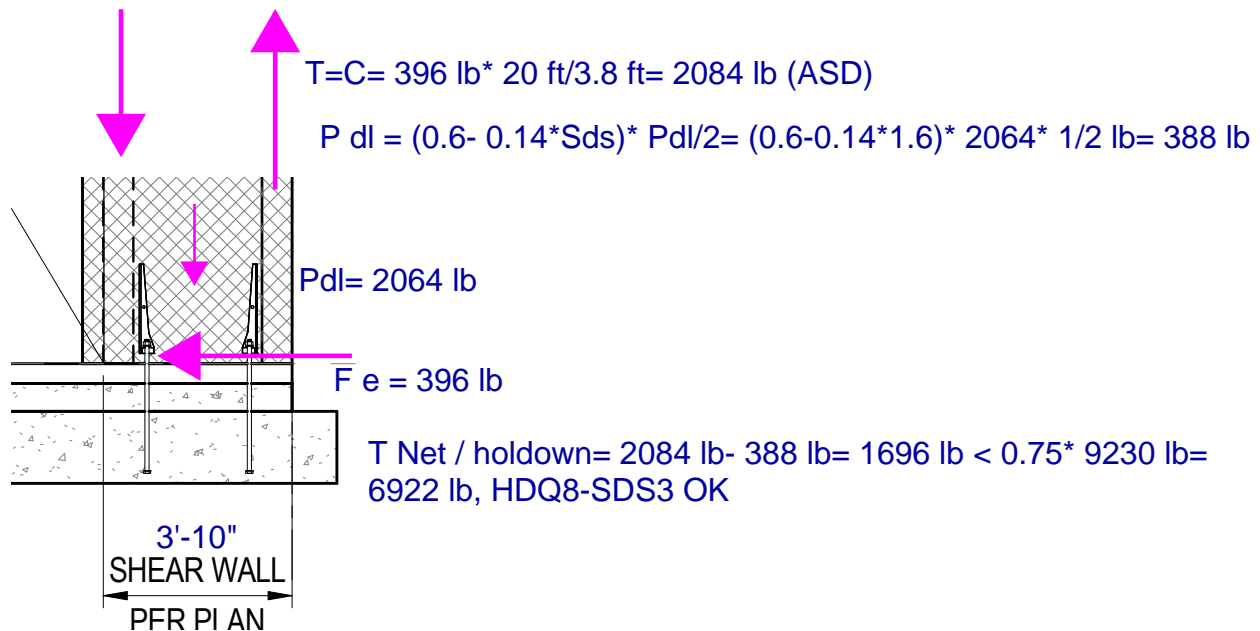 T=C= 396 lb* 20 ft/3.8 ft= 2084 lb (ASD)
P dl = (0.6- 0.14*Sds)* Pdl/2= (0.6-0.14*1.6)* 2064* 1/2 lb= 388 lb
Pdl= 2064 lb
F e = 396 lb
T Net / holdown= 2084 lb- 388 lb= 1696 lb < 0.75* 9230 lb=
6922 lb, HDQ8-SDS3 OK
3'-10"
SHEAR WALL
PER PLAN